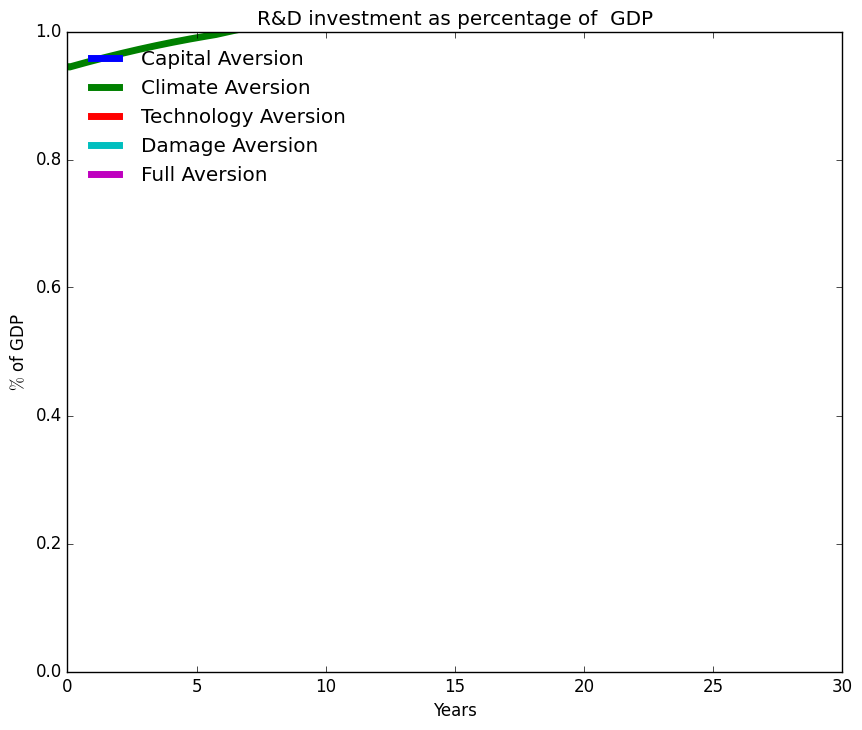 R&D investment as percentage of  GDP
1.0
0.8
0.6
0.4
0.2
0.0
% of GDP
Capital Aversion
Climate Aversion
Technology Aversion
Damage Aversion
Full Aversion
0 5 10 15 20 25 30
Years